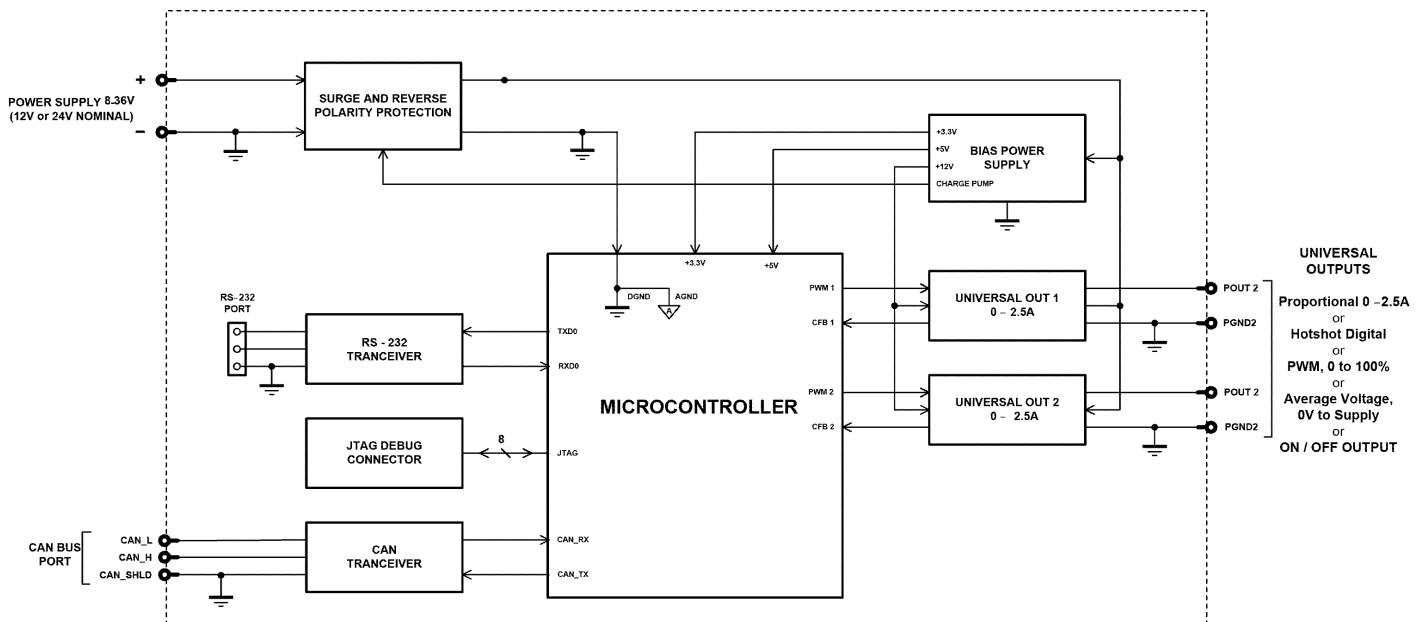 +
POWER SUPPLY 8.36V
(12V or 24V NOMINAL)
–
SURGE AND REVERSE
POLARITY PROTECTION
+3.3V
+5V
+12V
CHARGE PUMP
BIAS POWER
SUPPLY
+3.3V
+5V
DGND
AGND
A
RS-232
PORT
RS - 232
TRANCEIVER
TXD0
RXD0
JTAG DEBUG
CONNECTOR
8
JTAG
CAN BUS
PORT
CAN_L
CAN_H
CAN_SHLD
CAN
TRANCEIVER
CAN_RX
CAN_TX
MICROCONTROLLER
PWM 1
CFB 1
PWM 2
CFB 2
UNIVERSAL OUT 1
0 – 2.5A
UNIVERSAL OUT 2
0 – 2.5A
POUT 2
PGND2
POUT 2
PGND2
UNIVERSAL
OUTPUTS
Proportional 0 –2.5A
or
Hotshot Digital
or
PWM, 0 to 100%
or
Average Voltage,
0V to Supply
or
ON / OFF OUTPUT